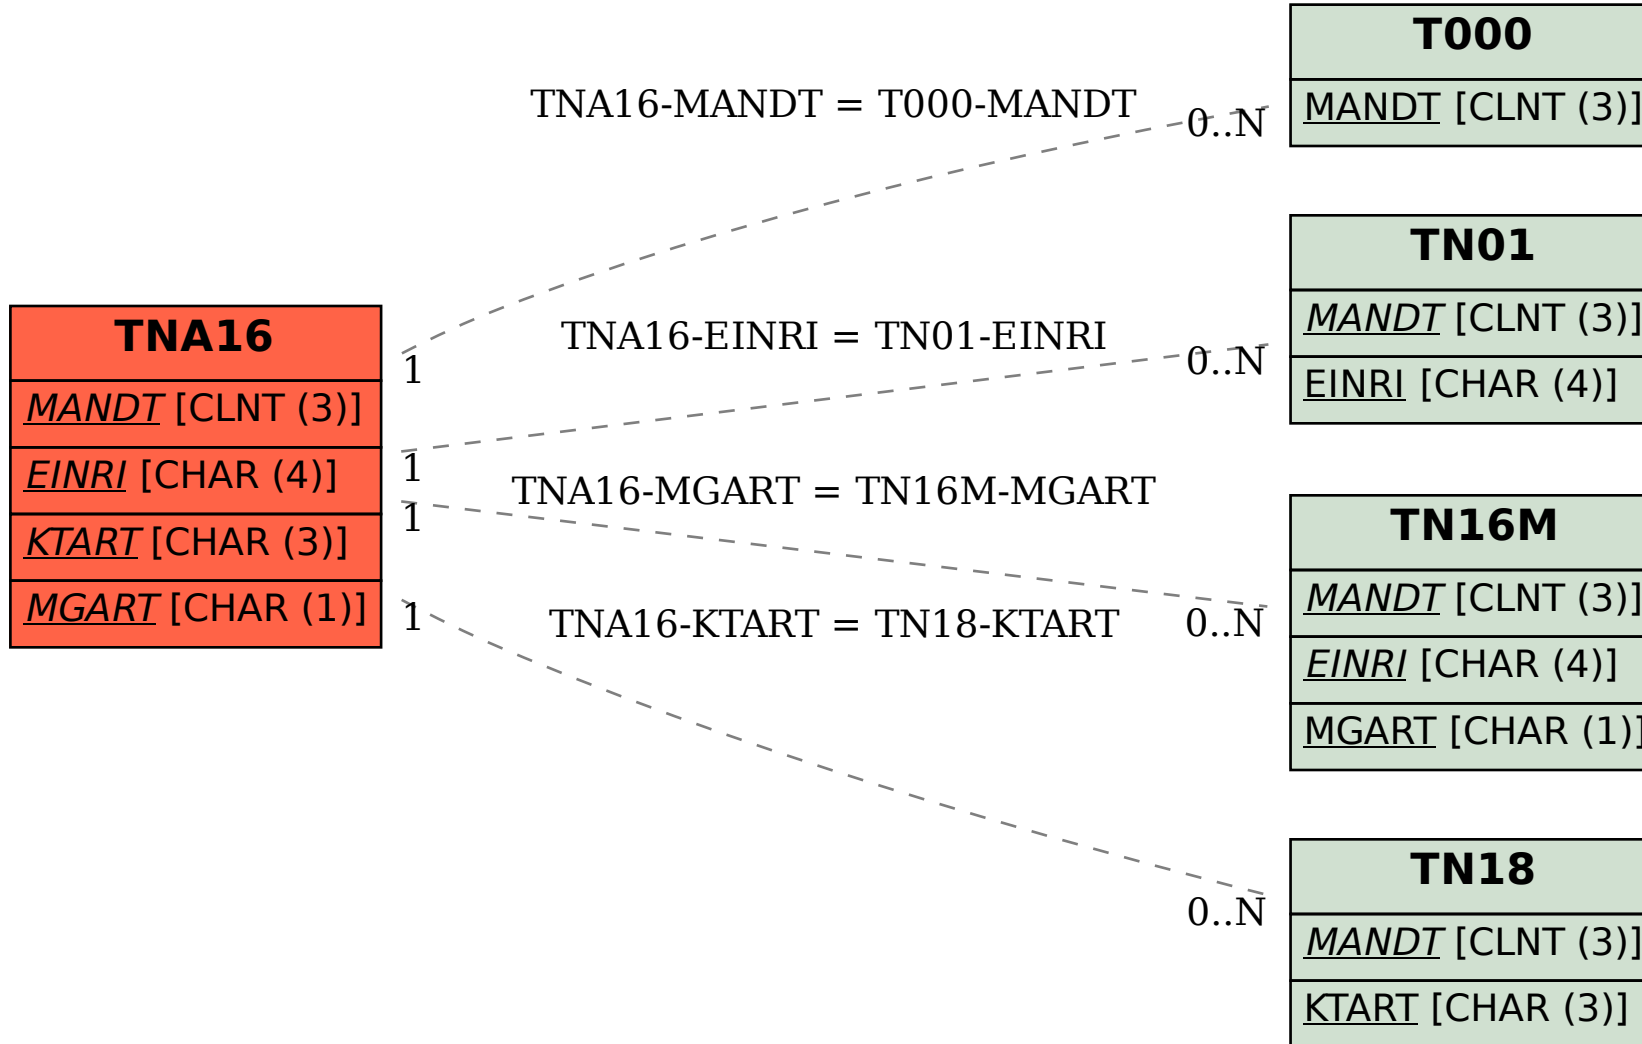 T000
MANDT [CLNT (3)]
TNA16-MANDT = T000-MANDT
0..N
TN01
MANDT [CLNT (3)]
EINRI [CHAR (4)]
TNA16-EINRI = TN01-EINRI
0..N
TNA16
MANDT [CLNT (3)]
EINRI [CHAR (4)]
KTART [CHAR (3)]
MGART [CHAR (1)]
1
1
1
1
TNA16-MGART = TN16M-MGART
0..N
TN16M
MANDT [CLNT (3)]
EINRI [CHAR (4)]
MGART [CHAR (1)]
TNA16-KTART = TN18-KTART
0..N
TN18
MANDT [CLNT (3)]
KTART [CHAR (3)]